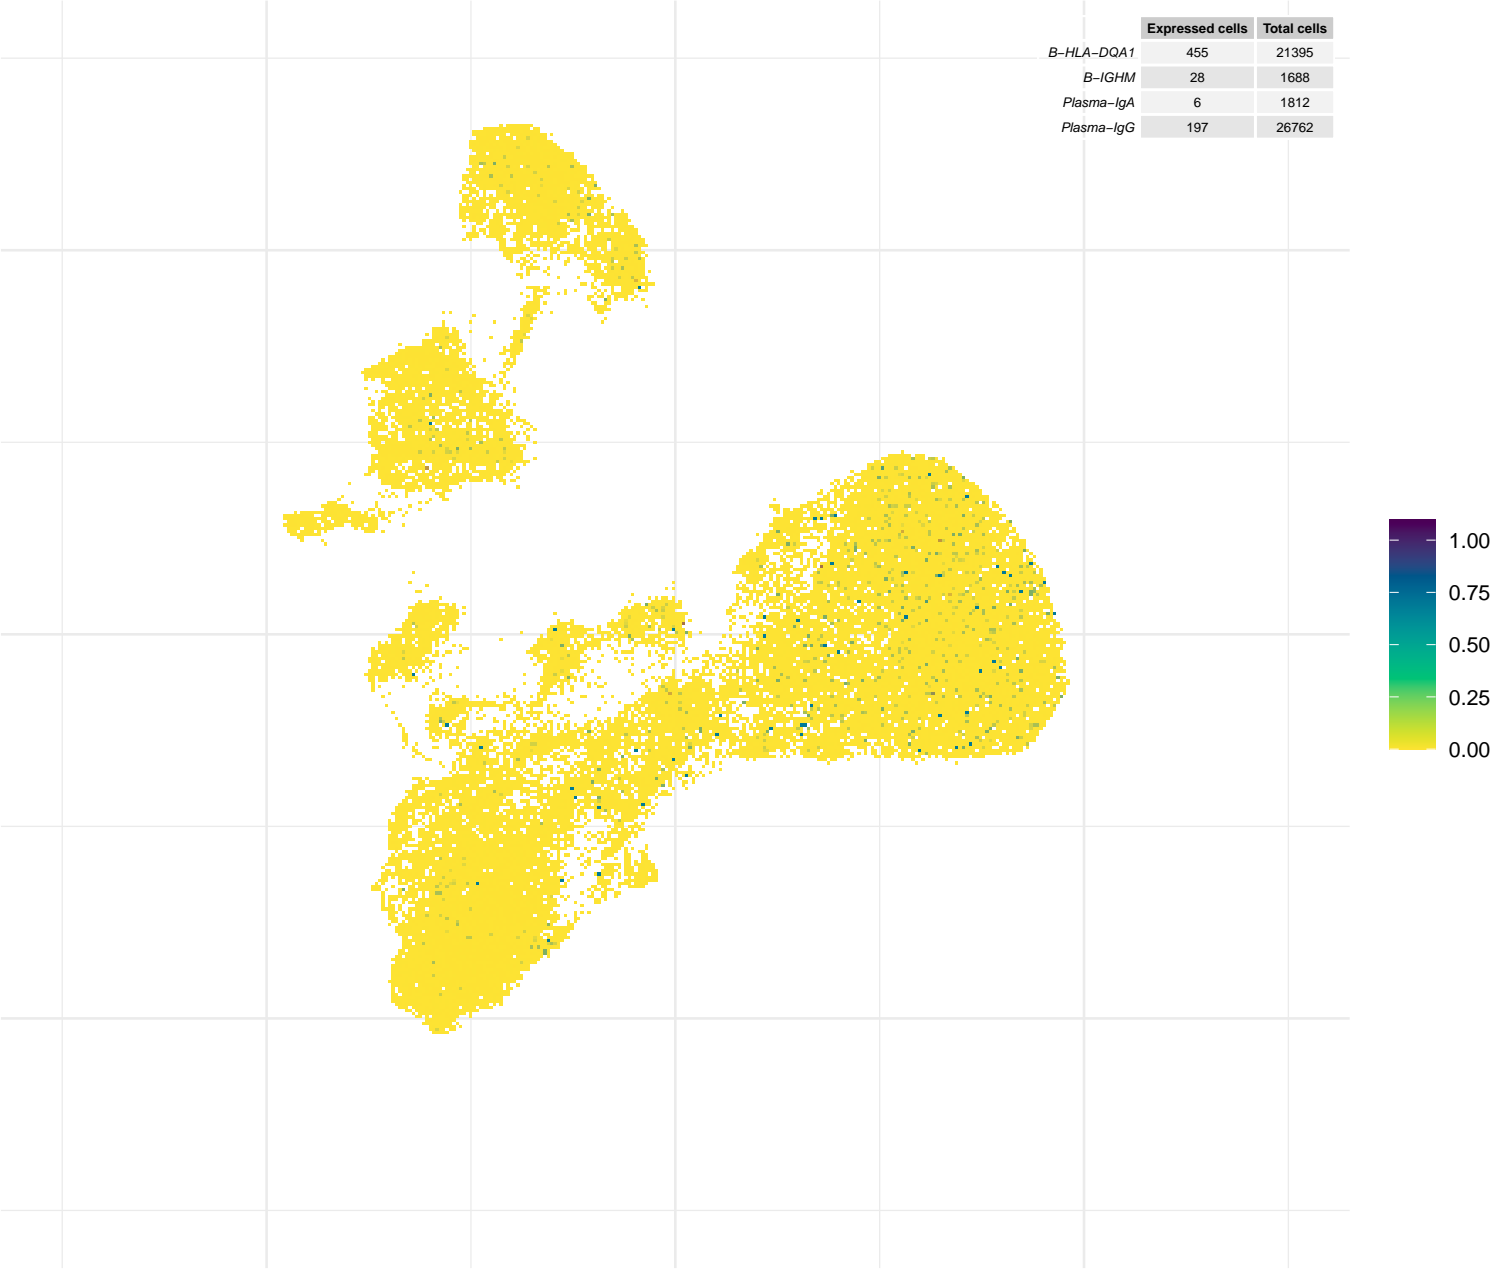 Expressed cells Total cells
B−HLA−DQA1 455 21395
B−IGHM 28 1688
Plasma−IgA 6 1812
Plasma−IgG 197 26762
1.00
0.75
0.50
0.25
0.00